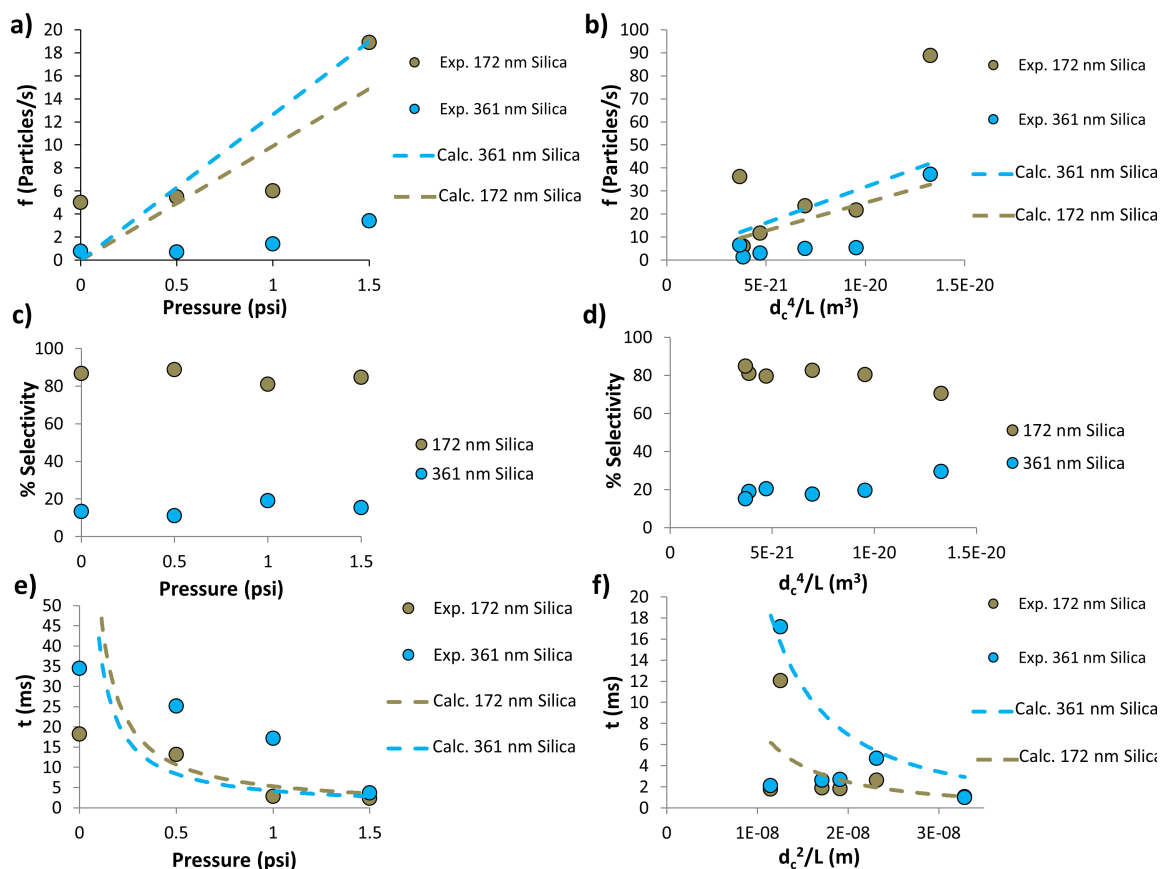 a)
f (Particles/s)
20
18
16
14
12
10
8
6
4
2
0
0
0.5
1
1.5
Pressure (psi)
Exp. 172 nm Silica
Exp. 361 nm Silica
Calc. 361 nm Silica
Calc. 172 nm Silica
b)
f (Particles/s)
100
90
80
70
60
50
40
30
20
10
0
0
5E-21
1E-20
1.5E-20
d_c^4/L (m^3)
Exp. 172 nm Silica
Exp. 361 nm Silica
Calc. 361 nm Silica
Calc. 172 nm Silica
c)
% Selectivity
100
80
60
40
20
0
0
0.5
1
1.5
Pressure (psi)
172 nm Silica
361 nm Silica
d)
% Selectivity
100
80
60
40
20
0
0
5E-21
1E-20
1.5E-20
d_c^4/L (m^3)
172 nm Silica
361 nm Silica
e)
t (ms)
50
45
40
35
30
25
20
15
10
5
0
0
0.5
1
1.5
Pressure (psi)
Exp. 172 nm Silica
Exp. 361 nm Silica
Calc. 172 nm Silica
Calc. 361 nm Silica
f)
t (ms)
20
18
16
14
12
10
8
6
4
2
0
0
1E-08
2E-08
3E-08
d_c^2/L (m)
Exp. 172 nm Silica
Exp. 361 nm Silica
Calc. 361 nm Silica
Calc. 172 nm Silica